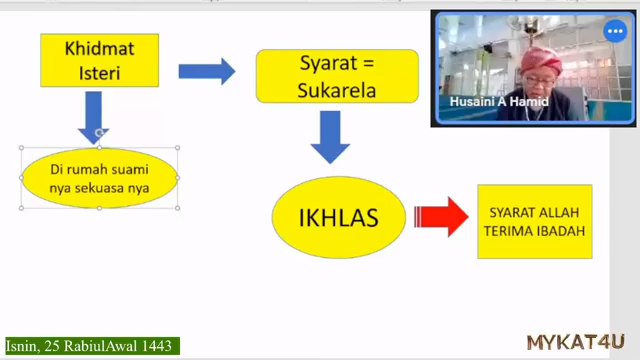 Khidmat
Isteri
Syarat =
Sukarela
Husaini A Hamid
Di rumah suami
nya sekuasa nya
IKHLAS
SYARAT ALLAH
TERIMA IBADAH
Isnin, 25 RabiulAwal 1443
MYKAT4U